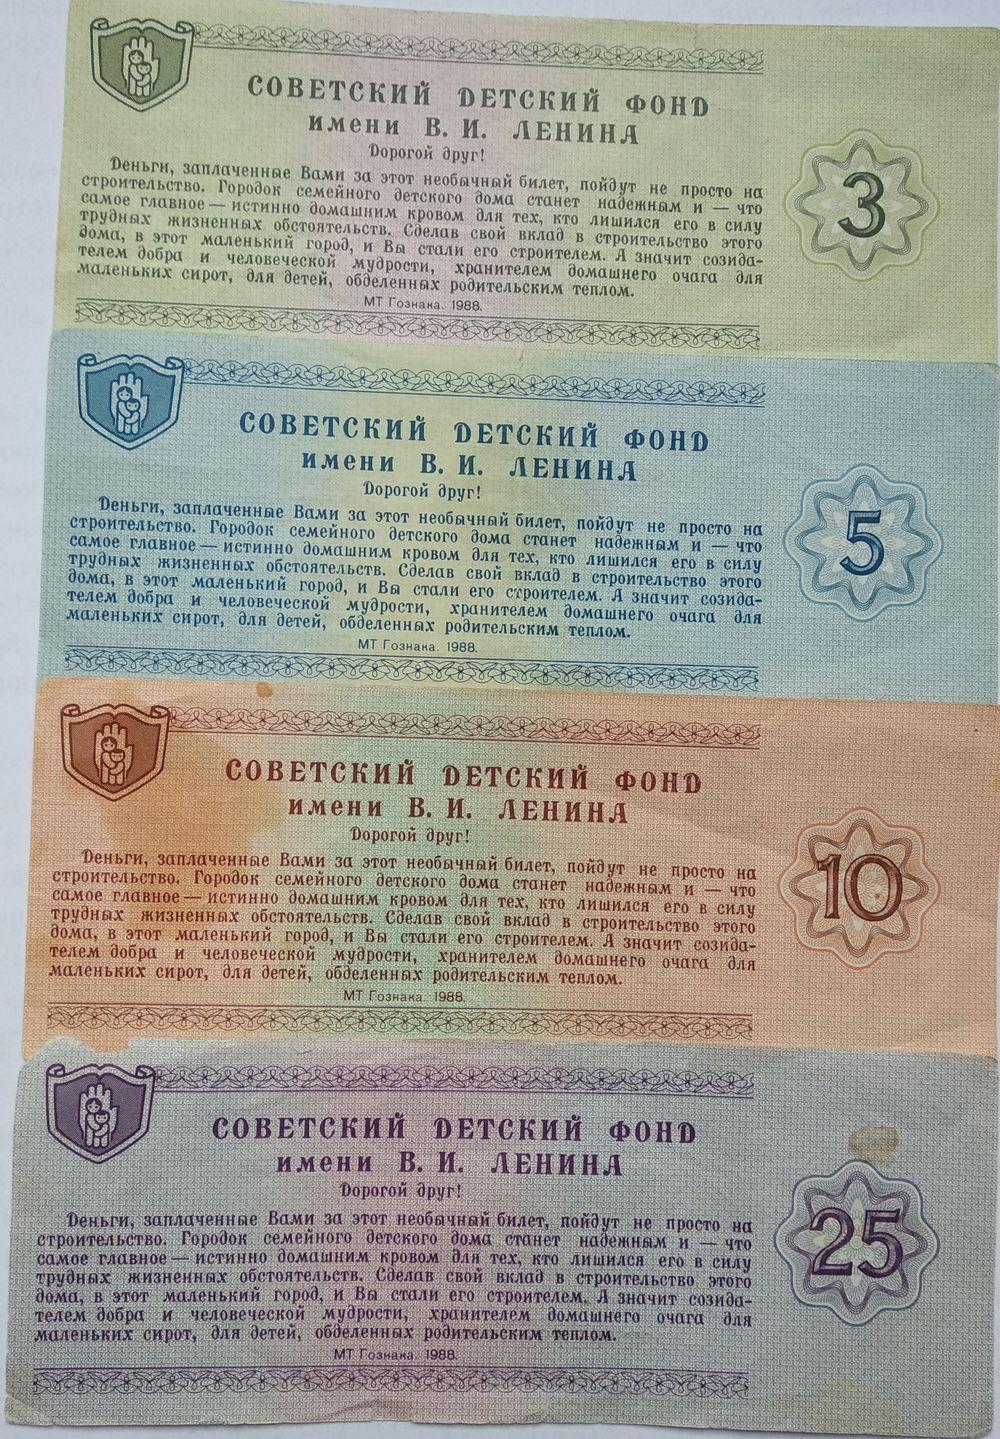 СОВЕТСКИЙ ДЕТСКИЙ ФОНД
имени В. И. ЛЕНИНА
Дорогой друг!
Деньги, заплаченные Вами за этот необычный билет, пойдут не просто на
строительство. Городок семейного детского дома станет надежным и — что
самое главное — истинно домашним кровом для тех, кто лишился его в силу
трудных жизненных обстоятельств. Сделав свой вклад в строительство этого
дома, в этот маленький город, и Вы стали его строителем. А значит созида-
телем добра и человеческой мудрости, хранителем домашнего очага для
маленьких сирот, для детей, обделенных родительским теплом.
МТ Гознака. 1988.
3
СОВЕТСКИЙ ДЕТСКИЙ ФОНД
имени В. И. ЛЕНИНА
Дорогой друг!
Деньги, заплаченные Вами за этот необычный билет, пойдут не просто на
строительство. Городок семейного детского дома станет надежным и — что
самое главное — истинно домашним кровом для тех, кто лишился его в силу
трудных жизненных обстоятельств. Сделав свой вклад в строительство этого
дома, в этот маленький город, и Вы стали его строителем. А значит созида-
телем добра и человеческой мудрости, хранителем домашнего очага для
маленьких сирот, для детей, обделенных родительским теплом.
МТ Гознака. 1988.
5
СОВЕТСКИЙ ДЕТСКИЙ ФОНД
имени В. И. ЛЕНИНА
Дорогой друг!
Деньги, заплаченные Вами за этот необычный билет, пойдут не просто на
строительство. Городок семейного детского дома станет надежным и — что
самое главное — истинно домашним кровом для тех, кто лишился его в силу
трудных жизненных обстоятельств. Сделав свой вклад в строительство этого
дома, в этот маленький город, и Вы стали его строителем. А значит созида-
телем добра и человеческой мудрости, хранителем домашнего очага для
маленьких сирот, для детей, обделенных родительским теплом.
МТ Гознака. 1988.
10
СОВЕТСКИЙ ДЕТСКИЙ ФОНД
имени В. И. ЛЕНИНА
Дорогой друг!
Деньги, заплаченные Вами за этот необычный билет, пойдут не просто на
строительство. Городок семейного детского дома станет надежным и — что
самое главное — истинно домашним кровом для тех, кто лишился его в силу
трудных жизненных обстоятельств. Сделав свой вклад в строительство этого
дома, в этот маленький город, и Вы стали его строителем. А значит созида-
телем добра и человеческой мудрости, хранителем домашнего очага для
маленьких сирот, для детей, обделенных родительским теплом.
МТ Гознака. 1988.
25